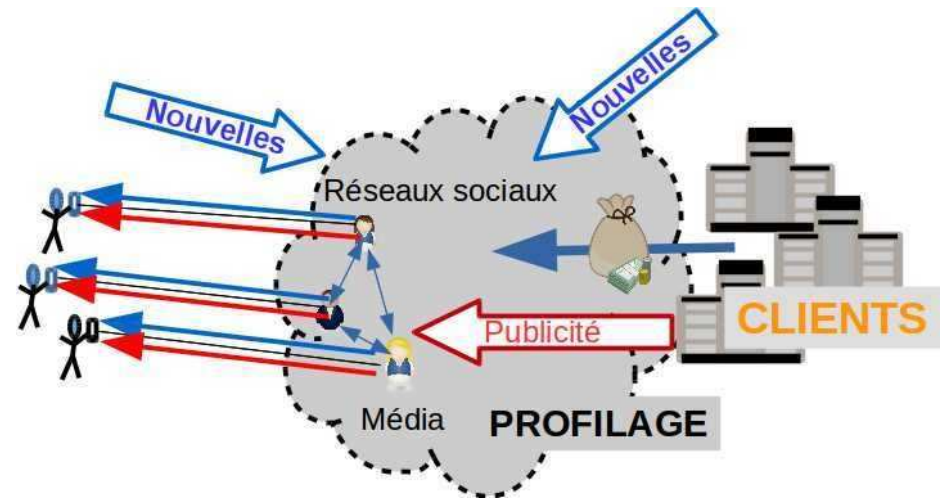 Nouvelles
Nouvelles
Réseaux sociaux
Publicité
CLIENTS
Média
PROFILAGE